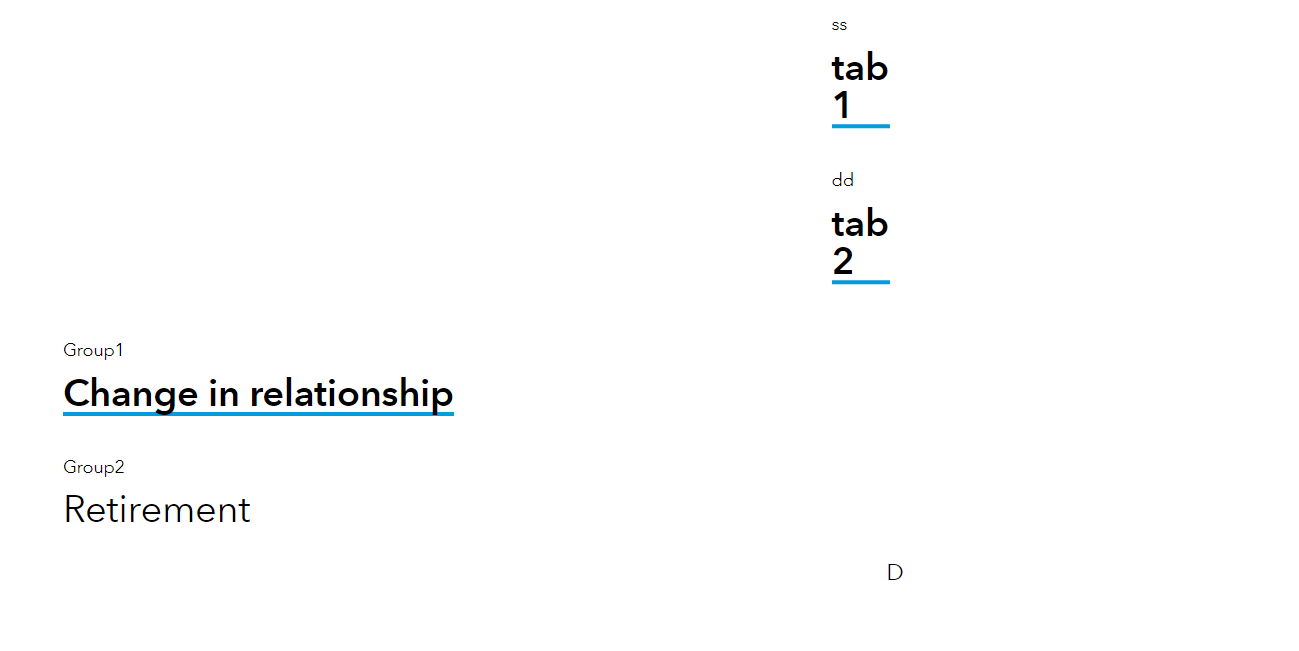 ss
tab
1
dd
tab
2
Group1
Change in relationship
Group2
Retirement
D